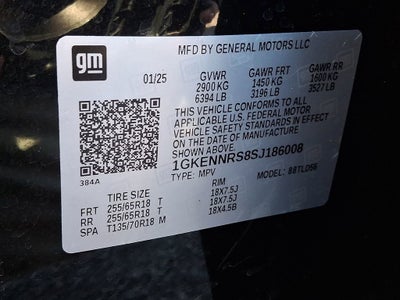 gm
MFD BY GENERAL MOTORS LLC
01/25 GVWR GAWR FRT GAWR RR
2900 KG 1450 KG 1600 KG
6394 LB 3196 LB 3527 LB
THIS VEHICLE CONFORMS TO ALL
APPLICABLE U.S. FEDERAL MOTOR
VEHICLE SAFETY
STANDARDS IN EFFECT ON THE DATE OF
MANUFACTURE SHOWN ABOVE.
1GKENNRS8SJ186008
TYPE: MPV MODEL: 88TLD56
384A
TIRE SIZE RIM
FRT 255/65R18 T 18X7.5J
RR 255/65R18 T 18X7.5J
SPA T135/70R18 M 18X4.5B